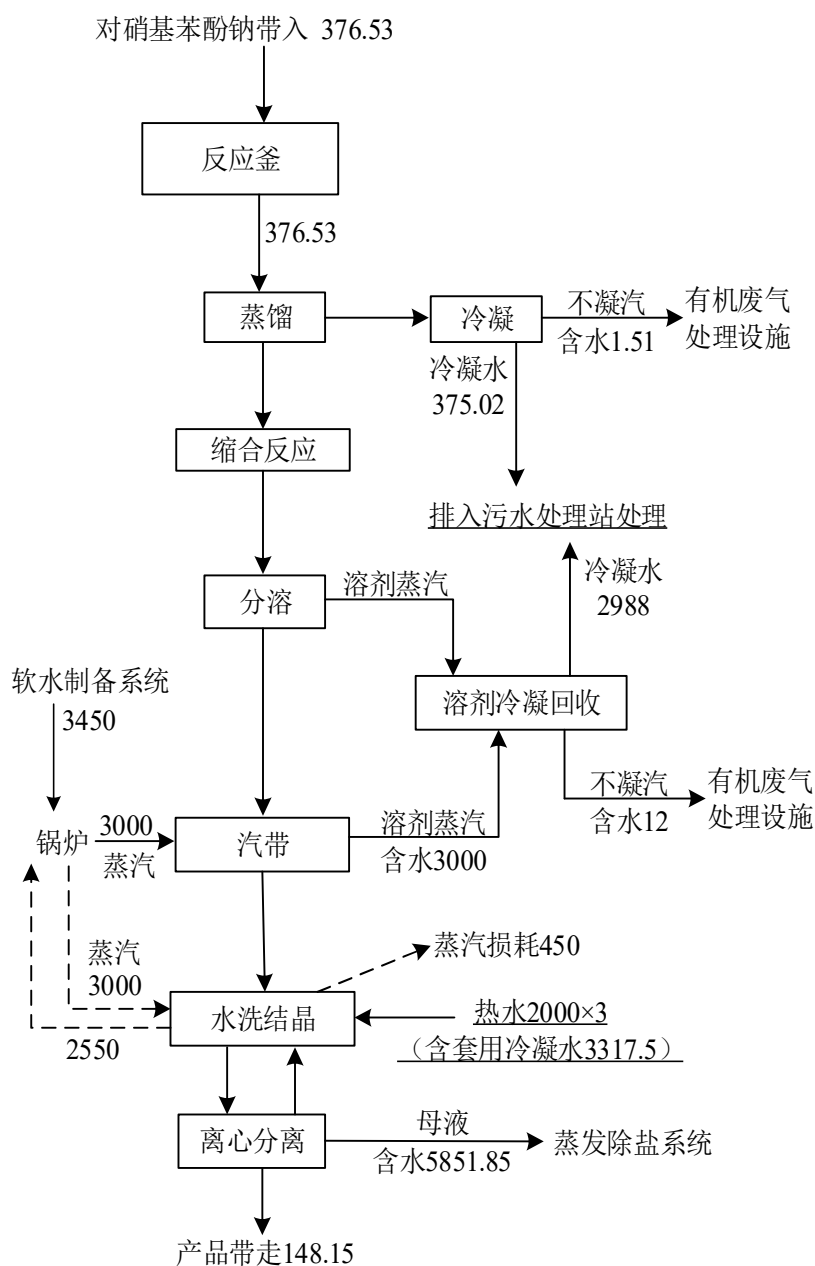 对硝基苯酚钠带入 376.53
反应釜
376.53
蒸馏
冷凝
不凝汽
含水1.51
有机废气
处理设施
冷凝水
375.02
缩合反应
排入污水处理站处理
分溶
溶剂蒸汽
冷凝水
2988
软水制备系统
3450
溶剂冷凝回收
不凝汽
含水12
有机废气
处理设施
锅炉
3000
蒸汽
汽带
溶剂蒸汽
含水3000
蒸汽
3000
蒸汽损耗450
水洗结晶
热水2000×3
（含套用冷凝水3317.5）
2550
离心分离
母液
含水5851.85
蒸发除盐系统
产品带走148.15